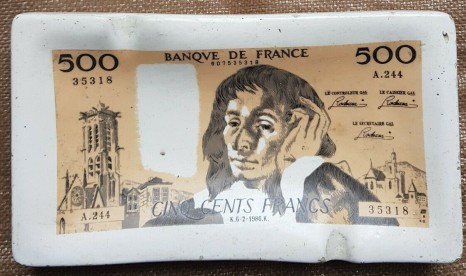 500
BANQUE DE FRANCE
500
35318
A.244
LE CONTROLEUR GAL
LE CAISSIER GAL
LE SECRETAIRE GAL
A.244
CINQ CENTS FRANCS
35318